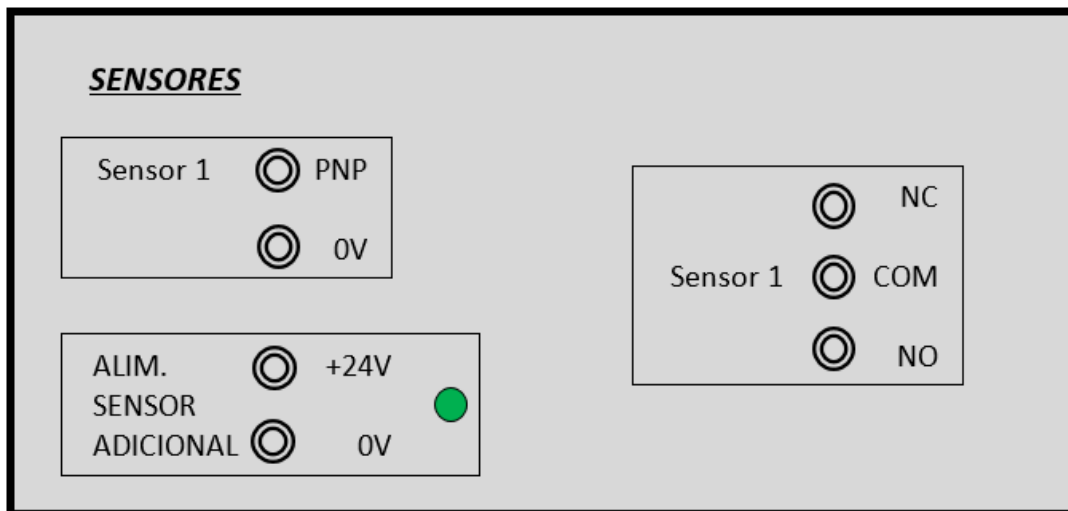 SENSORES
Sensor 1 PNP
0V
ALIM. +24V
SENSOR
ADICIONAL 0V
NC
Sensor 1 COM
NO